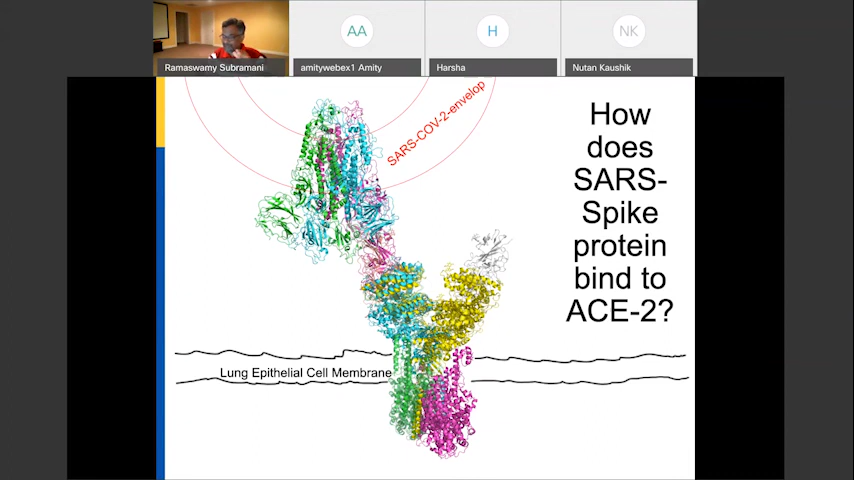 AA
H
NK
Ramaswamy Subramani
amitywebex1 Amity
Harsha
Nutan Kaushik
SARS-COV-2-envelop
How
does
SARS-
Spike
protein
bind to
ACE-2?
Lung Epithelial Cell Membrane